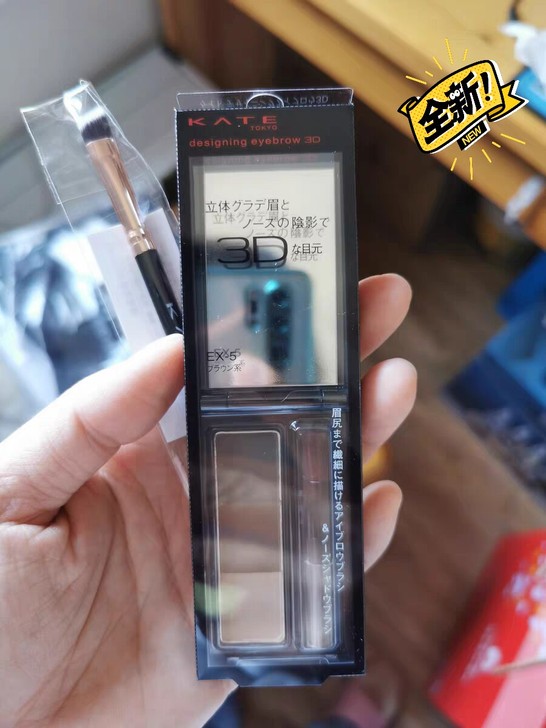 全新!
NEW
KATE
TOKYO
designing eyebrow 3D
立体グラデ眉と
ノーズの陰影で
3Dな目元
EX-5
ブラウン系
眉尻まで繊細に描けるアイブロウブラシ
&ノーズシャドウブラシ